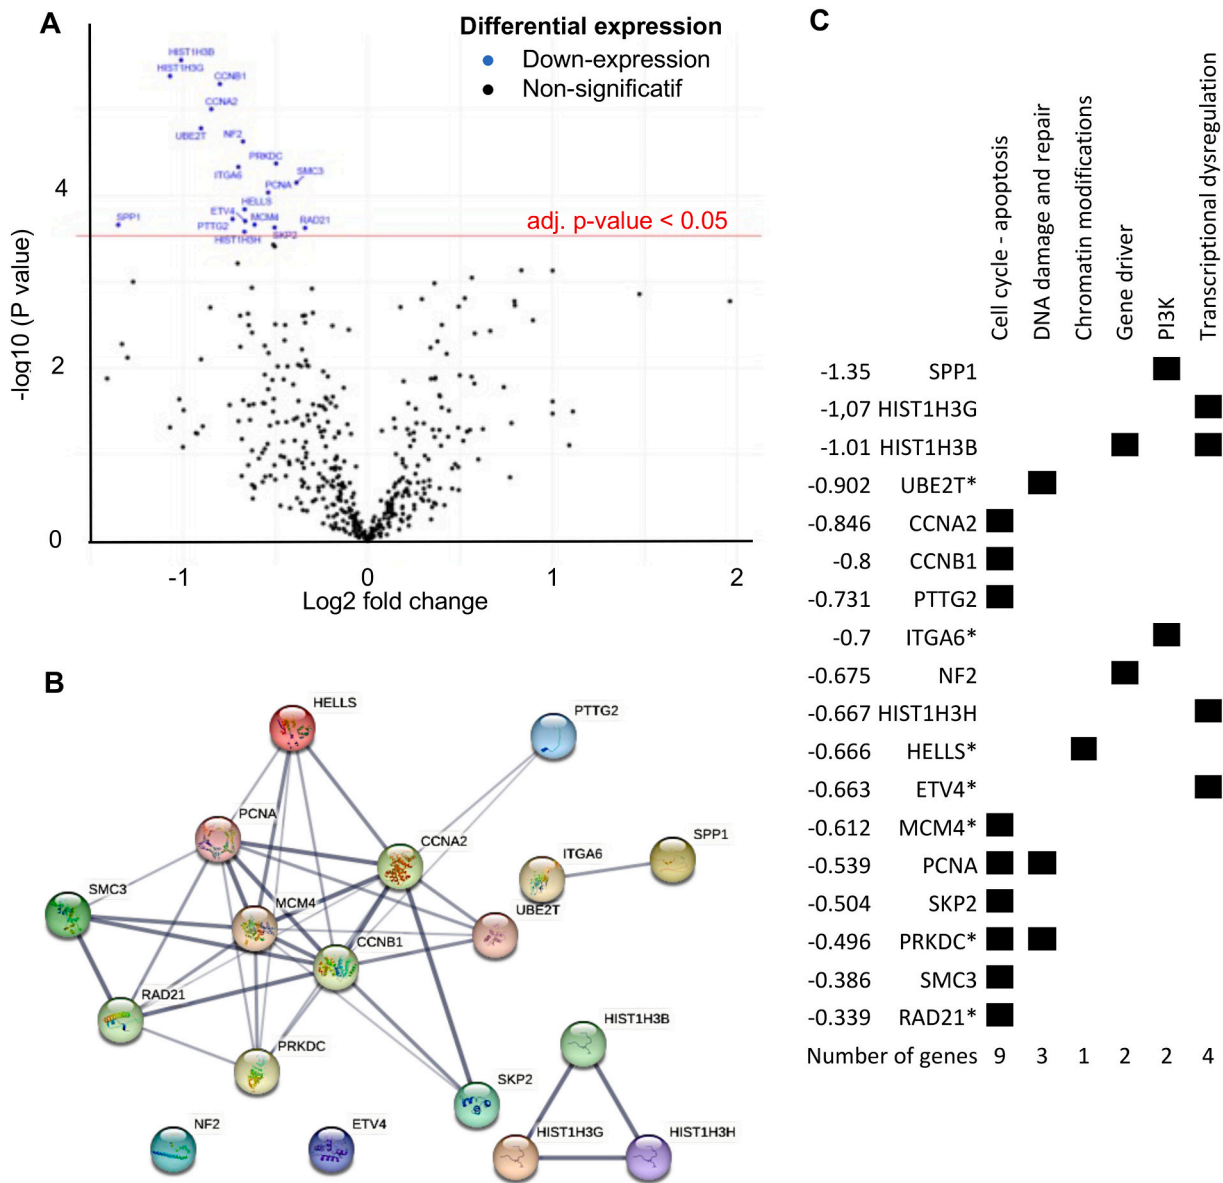 A
Differential expression
Down-expression
Non-significatif
HIST1H3B
HIST1H3G
CCNB1
CCNA2
UBE2T
NF2
PRKDC
ITGA6
SMC3
PCNA
HELLS
ETV4
MCM4
SPP1
PTTG2
RAD21
HIST1H3H
SKP2
adj. p-value < 0.05
-log10 (P value)
4
2
0
-1
0
1
2
Log2 fold change
B
HELLS
PTTG2
PCNA
CCNA2
ITGA6
SPP1
SMC3
MCM4
UBE2T
CCNB1
RAD21
PRKDC
HIST1H3B
SKP2
NF2
ETV4
HIST1H3G
HIST1H3H
C
Cell cycle - apoptosis
DNA damage and repair
Chromatin modifications
Gene driver
PI3K
Transcriptional dysregulation
-1.35 SPP1
-1,07 HIST1H3G
-1.01 HIST1H3B
-0.902 UBE2T*
-0.846 CCNA2
-0.8 CCNB1
-0.731 PTTG2
-0.7 ITGA6*
-0.675 NF2
-0.667 HIST1H3H
-0.666 HELLS*
-0.663 ETV4*
-0.612 MCM4*
-0.539 PCNA
-0.504 SKP2
-0.496 PRKDC*
-0.386 SMC3
-0.339 RAD21*
Number of genes 9 3 1 2 2 4